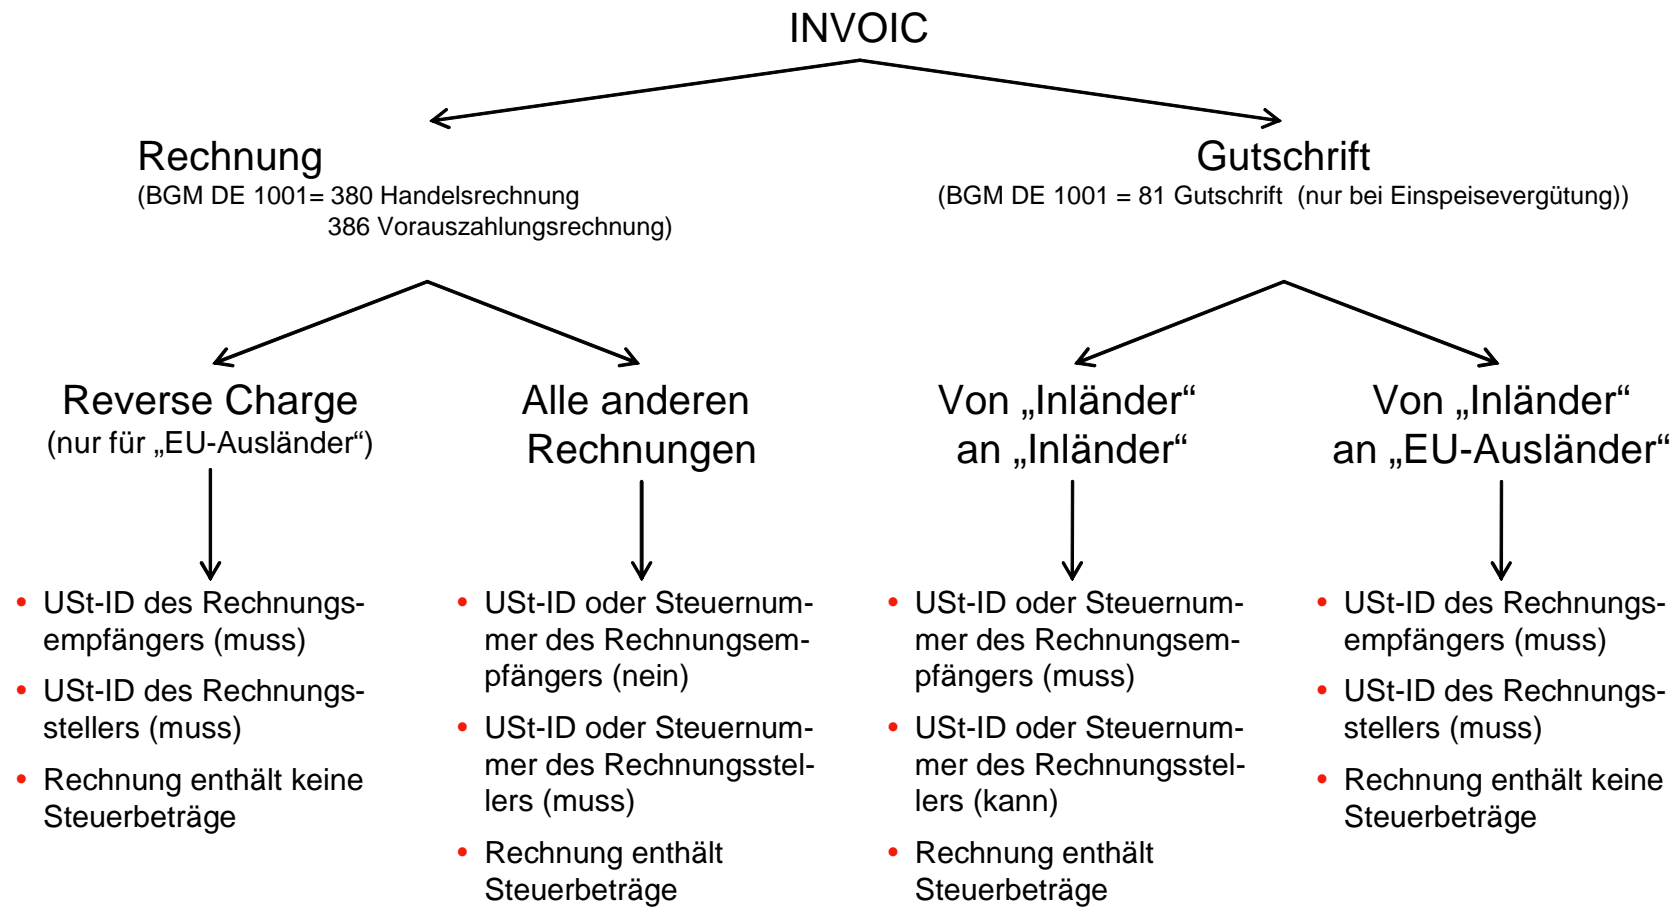 INVOIC
Rechnung
(BGM DE 1001= 380 Handelsrechnung
386 Vorauszahlungsrechnung)
Gutschrift
(BGM DE 1001 = 81 Gutschrift (nur bei Einspeisevergütung))
Reverse Charge
(nur für „EU-Ausländer“)
Alle anderen
Rechnungen
Von „Inländer“
an „Inländer“
Von „Inländer“
an „EU-Ausländer“
• USt-ID des Rechnungs-
empfängers (muss)
• USt-ID des Rechnungs-
stellers (muss)
• Rechnung enthält keine
Steuerbeträge
• USt-ID oder Steuernum-
mer des Rechnungsem-
pfängers (nein)
• USt-ID oder Steuernum-
mer des Rechnungsstel-
lers (muss)
• Rechnung enthält
Steuerbeträge
• USt-ID oder Steuernum-
mer des Rechnungsem-
pfängers (muss)
• USt-ID oder Steuernum-
mer des Rechnungsstel-
lers (kann)
• Rechnung enthält
Steuerbeträge
• USt-ID des Rechnungs-
empfängers (muss)
• USt-ID des Rechnungs-
stellers (muss)
• Rechnung enthält keine
Steuerbeträge